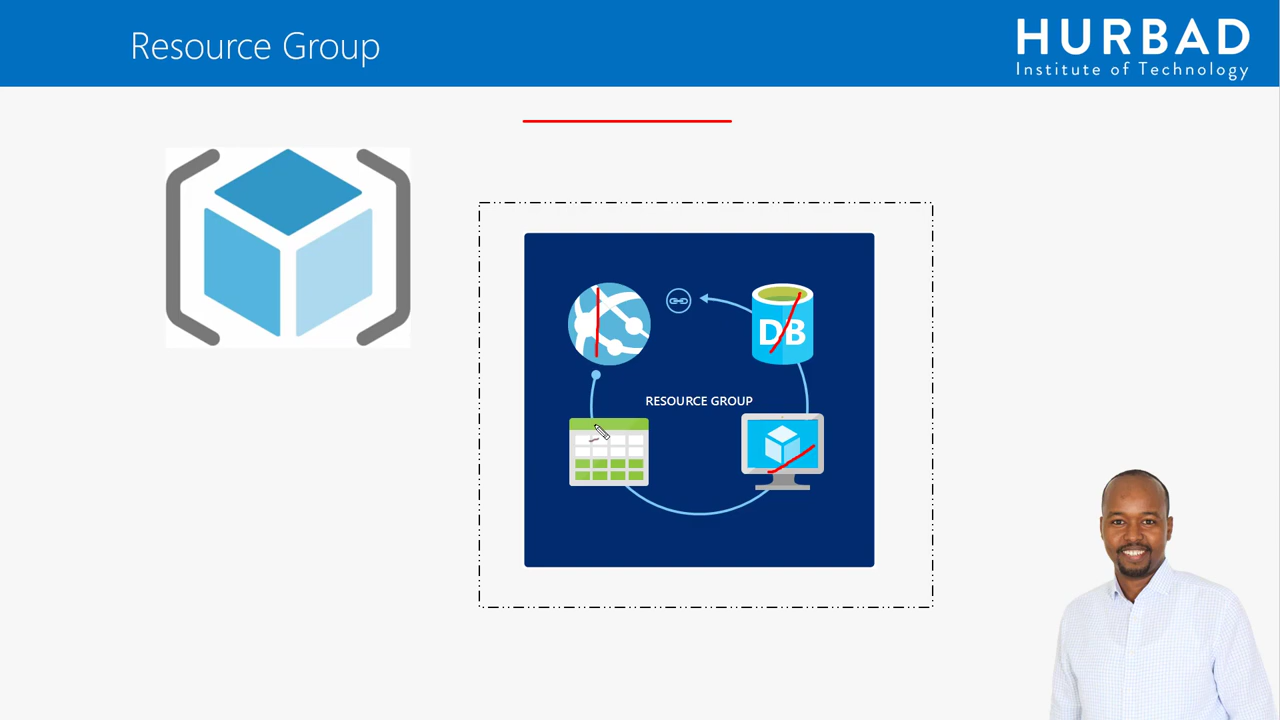 Resource Group
HURBAD
Institute of Technology
DB
RESOURCE GROUP